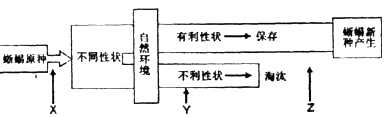 蜥蜴原种
不同性状
自然环境
有利性状 保存
不利性状 淘汰
蜥蜴新
种产生
X
Y
Z